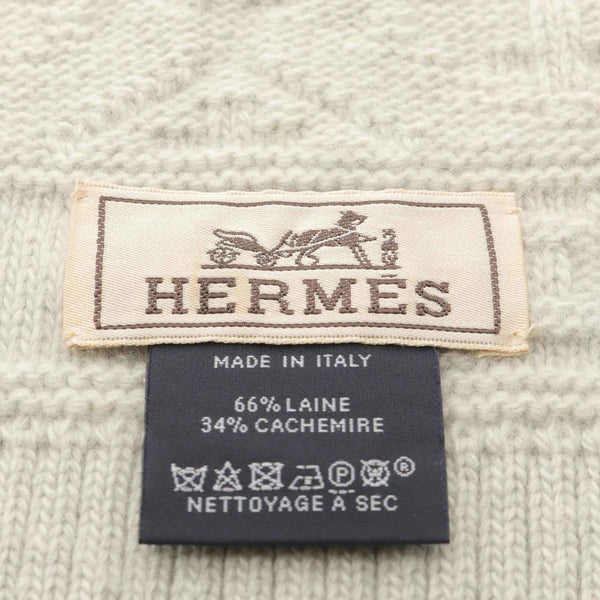 HERMÈS
MADE IN ITALY
66% LAINE
34% CACHEMIRE
P W ®
NETTOYAGE À SEC